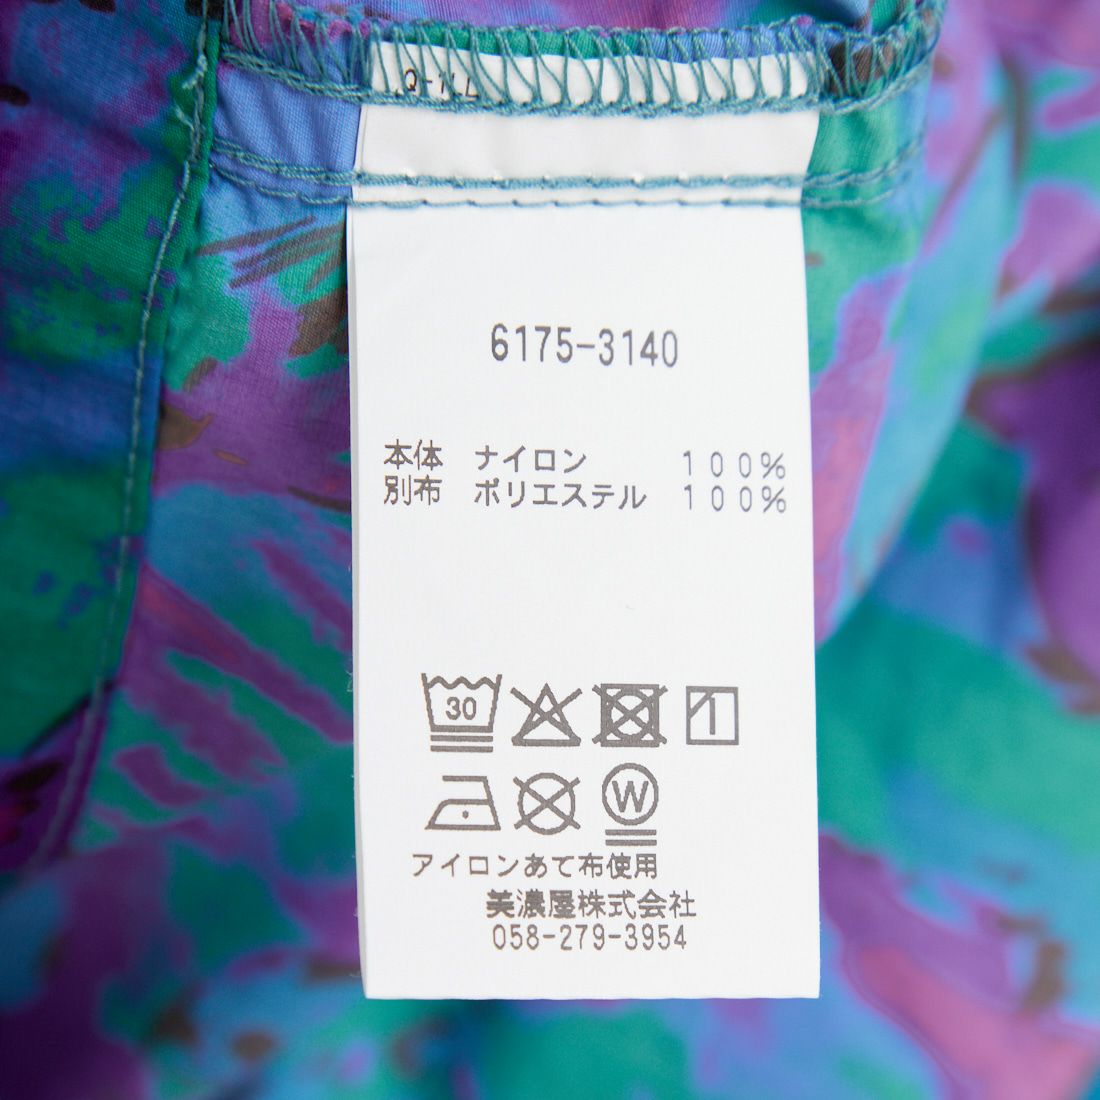 6175-3140
本体 ナイロン 100%
別布 ポリエステル 100%
30
W
アイロンあて布使用
美濃屋株式会社
058-279-3954